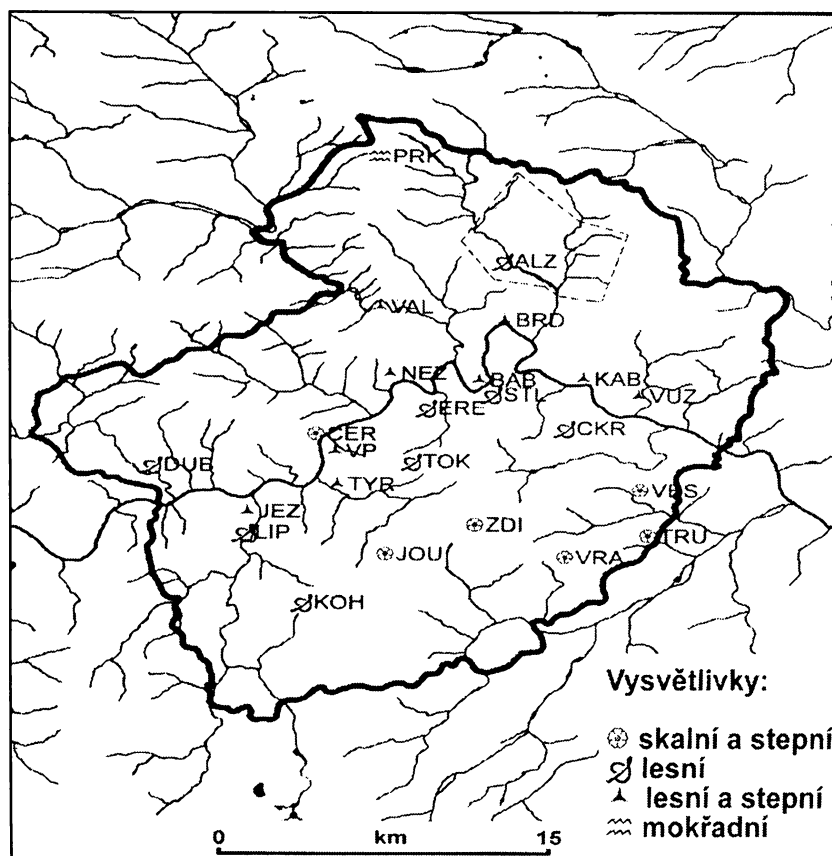 PRK
ALZ
VAL
BRD
NEZ
BAB
KAB
STL
VUZ
ERE
CER
CKR
VP
DUB
TOK
TYR
VES
JEZ
ZDI
LIP
TRU
JOU
VRA
KOH
Vysvětlivky:
skalní a stepní
lesní
lesní a stepní
mokřadní
0 km 15